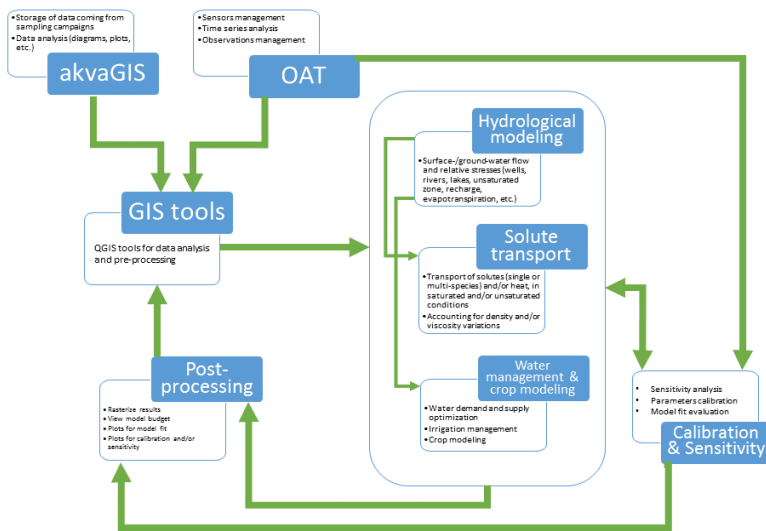 • Storage of data coming from
sampling campaigns
• Data analysis (diagrams, plots,
etc.)
akvaGIS
• Sensors management
• Time series analysis
• Observations management
OAT
GIS tools
QGIS tools for data analysis
and pre-processing
Hydrological
modeling
• Surface-/ground-water flow
and relative stresses (wells,
rivers, lakes, unsaturated
zone, recharge,
evapotranspiration, etc.)
Solute
transport
• Transport of solutes (single or
multi-species) and/or heat, in
saturated and/or unsaturated
conditions
• Accounting for density and/or
viscosity variations
Water
management &
crop modeling
• Water demand and supply
optimization
• Irrigation management
• Crop modeling
Post-
processing
• Rasterize results
• View model budget
• Plots for model fit
• Plots for calibration and/or
sensitivity
• Sensitivity analysis
• Parameters calibration
• Model fit evaluation
Calibration
& Sensitivity